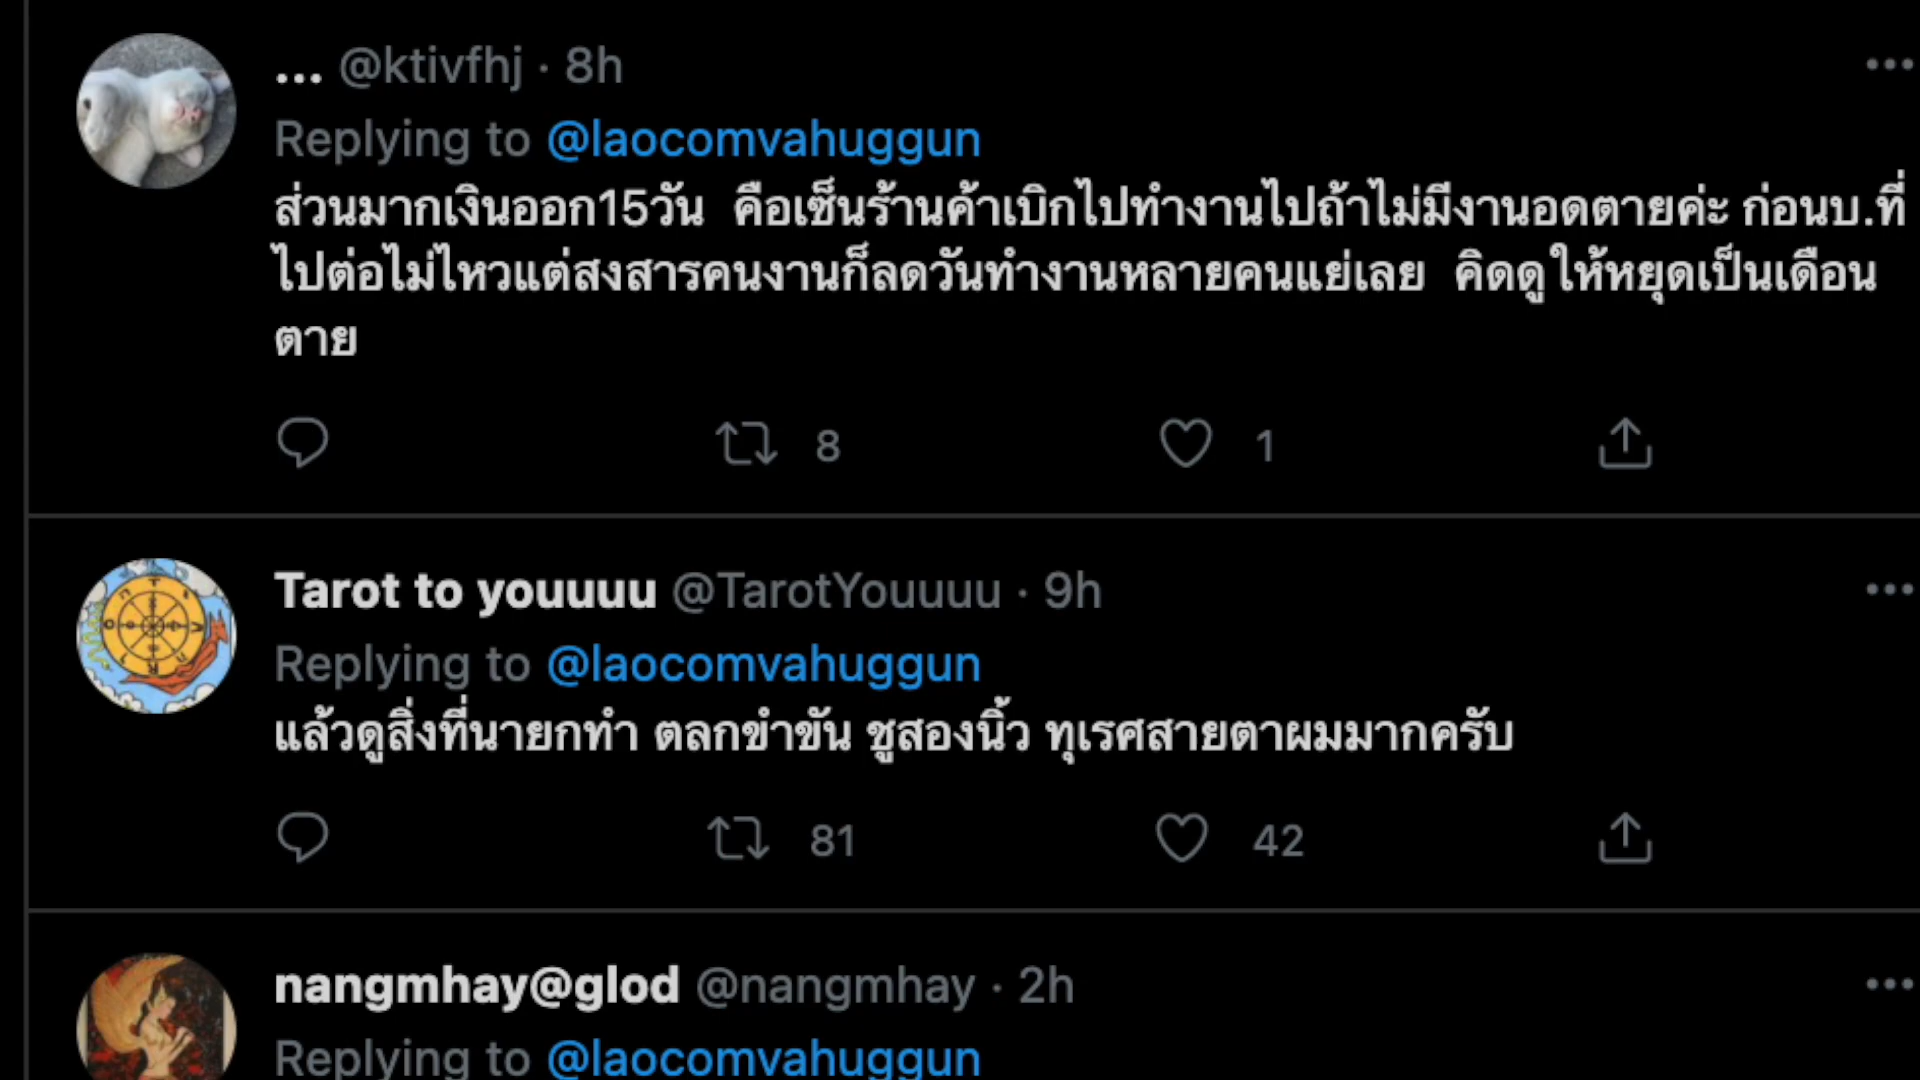 ... @ktivfhj · 8h
Replying to @laocomvahuggun
ส่วนมากเงินออก15วัน คือเซ็นร้านค้าเบิกไปทำงานไปถ้าไม่มีงานอดตายค่ะ ก่อนบ.ที่
ไปต่อไม่ไหวแต่สงสารคนงานก็ลดวันทำงานหลายคนแย่เลย คิดดูให้หยุดเป็นเดือน
ตาย
8 1
Tarot to youuuu @TarotYouuuu · 9h
Replying to @laocomvahuggun
แล้วดูสิ่งที่นายกทำ ตลกขำขัน ชูสองนิ้ว ทุเรศสายตาผมมากครับ
81 42
nangmhay@glod @nangmhay · 2h
Replying to @laocomvahuggun